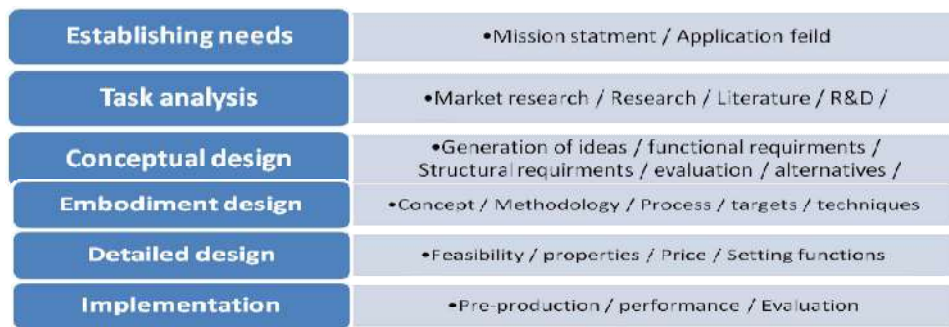 Establishing needs
•Mission statment / Application feild
Task analysis
•Market research / Research / Literature / R&D /
Conceptual design
•Generation of ideas / functional requirments /
Structural requirments / evaluation / alternatives /
Embodiment design
•Concept / Methodology / Process / targets / techniques
Detailed design
•Feasibility / properties / Price / Setting functions
Implementation
•Pre-production / performance / Evaluation